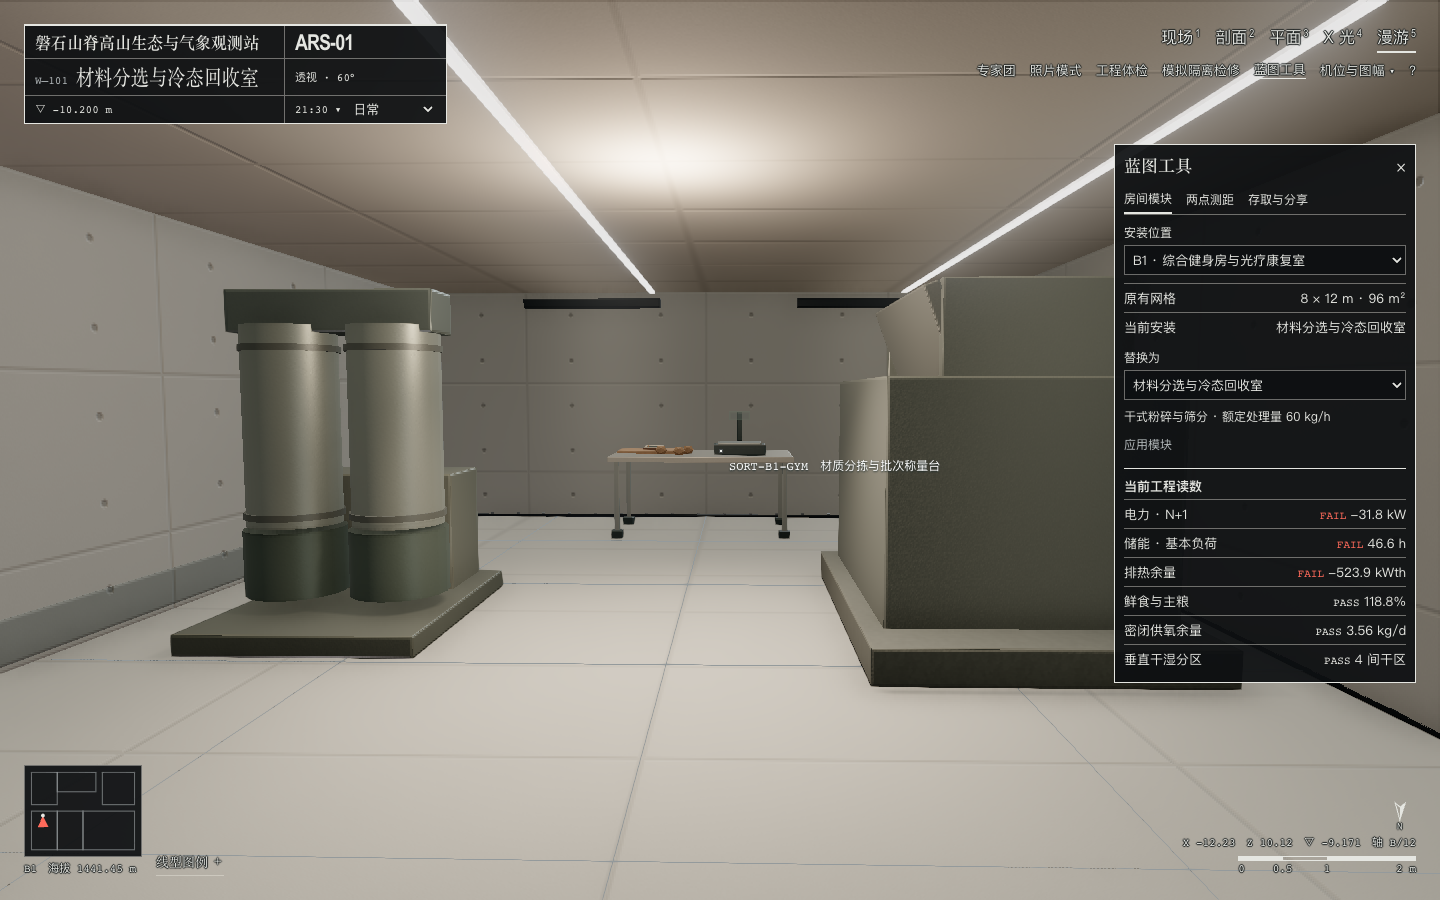 磐石山脊高山生态与气象观测站 ARS-01
W-101 材料分选与冷态回收室 透视 · 60°
▽ -10.200 m 21:30 ▾ 日常
现场1 剖面2 平面3 X 光4 漫游5
专家团 照片模式 工程体检 模拟隔离检修 蓝图工具 机位与图幅 ▾ ?
蓝图工具 ×
房间模块 两点测距 存取与分享
安装位置
B1 · 综合健身房与光疗康复室
原有网格 8 × 12 m · 96 m²
当前安装 材料分选与冷态回收室
替换为
材料分选与冷态回收室
干式粉碎与筛分 · 额定处理量 60 kg/h
应用模块
当前工程读数
电力 · N+1 FAIL -31.8 kW
储能 · 基本负荷 FAIL 46.6 h
排热余量 FAIL -523.9 kWth
鲜食与主粮 PASS 118.8%
密闭供氧余量 PASS 3.56 kg/d
垂直干湿分区 PASS 4 间干区
SORT-B1-GYM 材质分拣与批次称量台
B1 海拔 1441.45 m
线型图例 +
N
X -12.23 Z 10.12 ▽ -9.171 轴 B/12
0 0.5 1 2 m